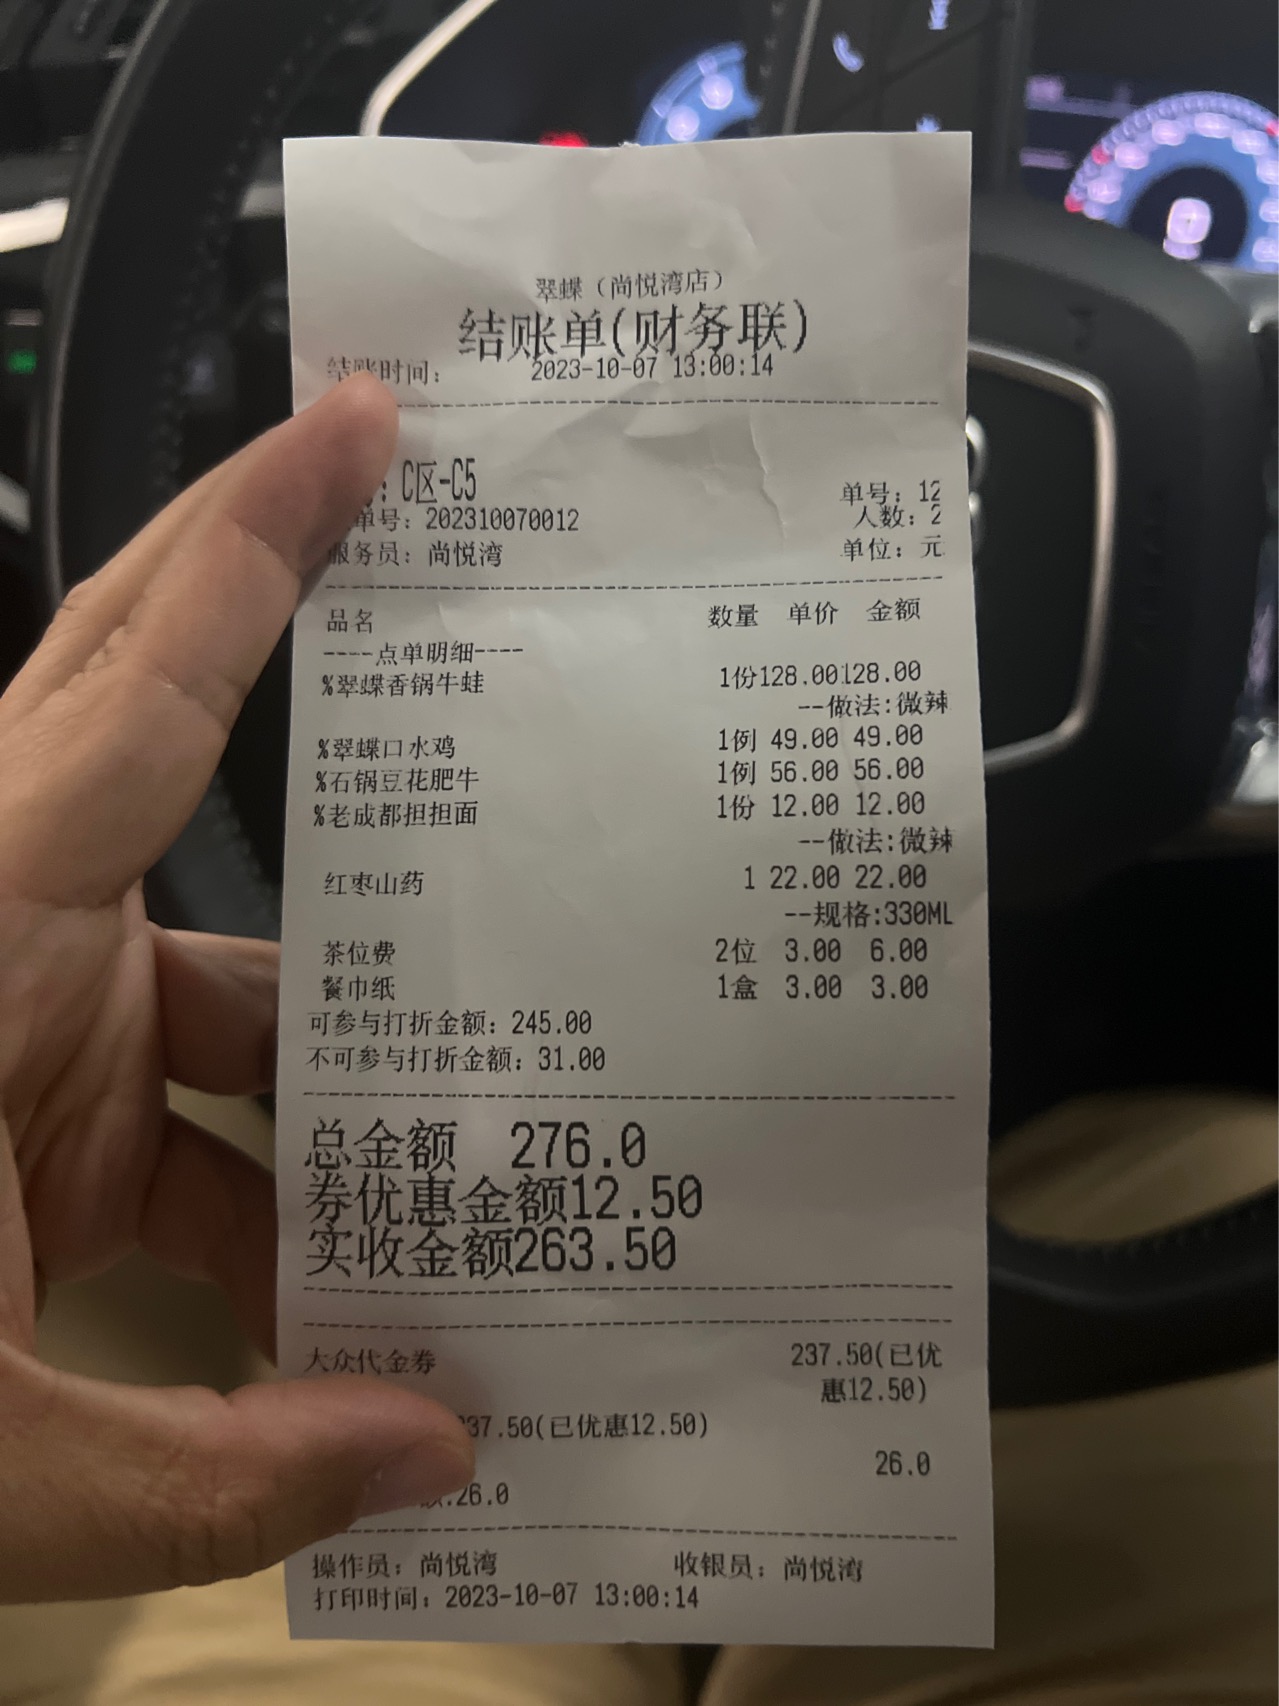 翠蝶（尚悦湾店）
结账单(财务联)
结账时间： 2023-10-07 13:00:14
：C区-C5
单号：12
单号：202310070012
人数：2
服务员：尚悦湾
单位：元
品名 数量 单价 金额
----点单明细----
%翠蝶香锅牛蛙 1份128.00128.00
--做法:微辣
%翠蝶口水鸡 1例 49.00 49.00
%石锅豆花肥牛 1例 56.00 56.00
%老成都担担面 1份 12.00 12.00
--做法:微辣
红枣山药 1 22.00 22.00
--规格:330ML
茶位费 2位 3.00 6.00
餐巾纸 1盒 3.00 3.00
可参与打折金额：245.00
不可参与打折金额：31.00
总金额 276.0
券优惠金额12.50
实收金额263.50
大众代金券 237.50(已优
惠12.50)
37.50(已优惠12.50)
26.0
:26.0
操作员：尚悦湾 收银员：尚悦湾
打印时间：2023-10-07 13:00:14